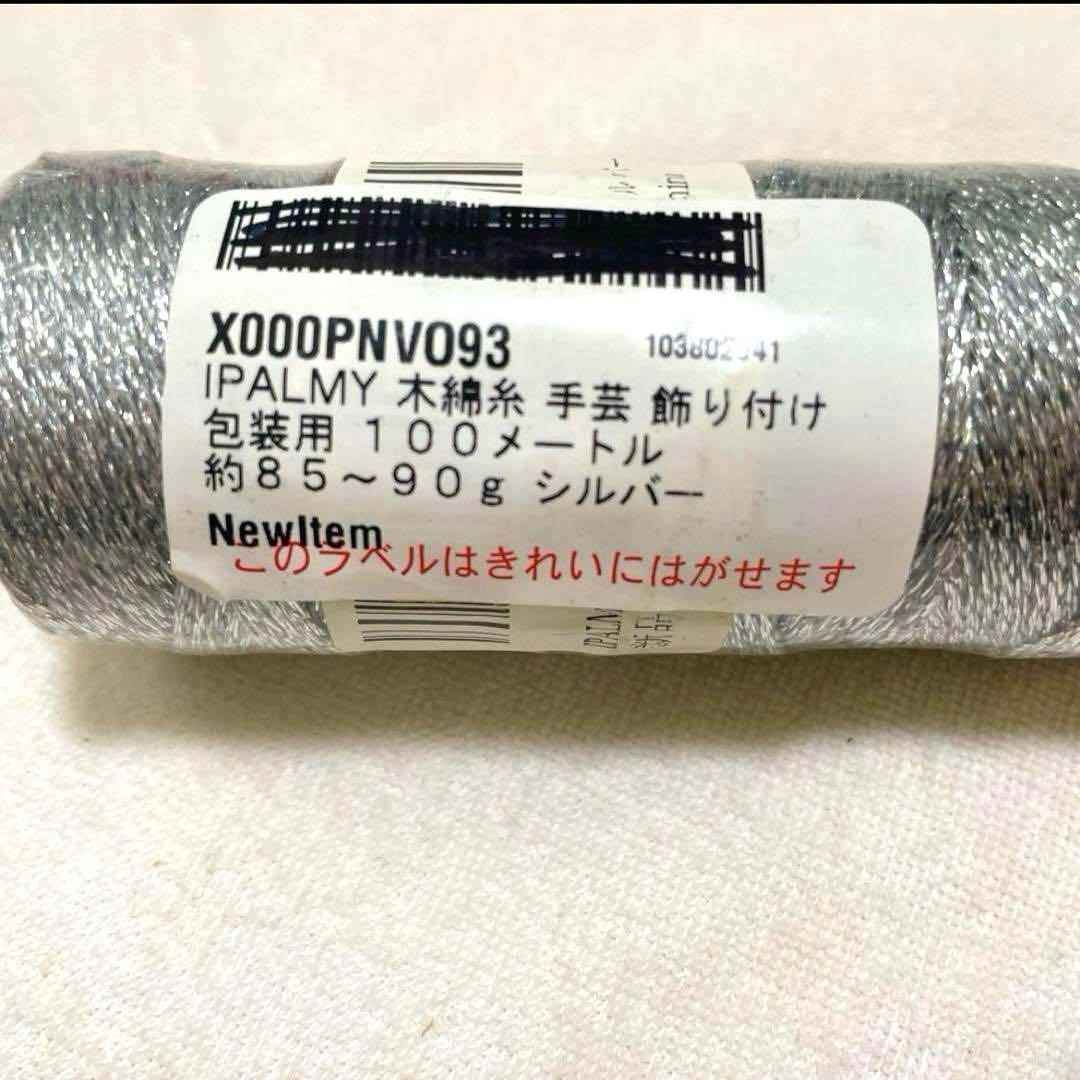 X000PNVO93
IPALMY 木綿糸 手芸 飾り付け
包装用 100メートル
約85～90g シルバー
NewItem
このラベルはきれいにはがせます